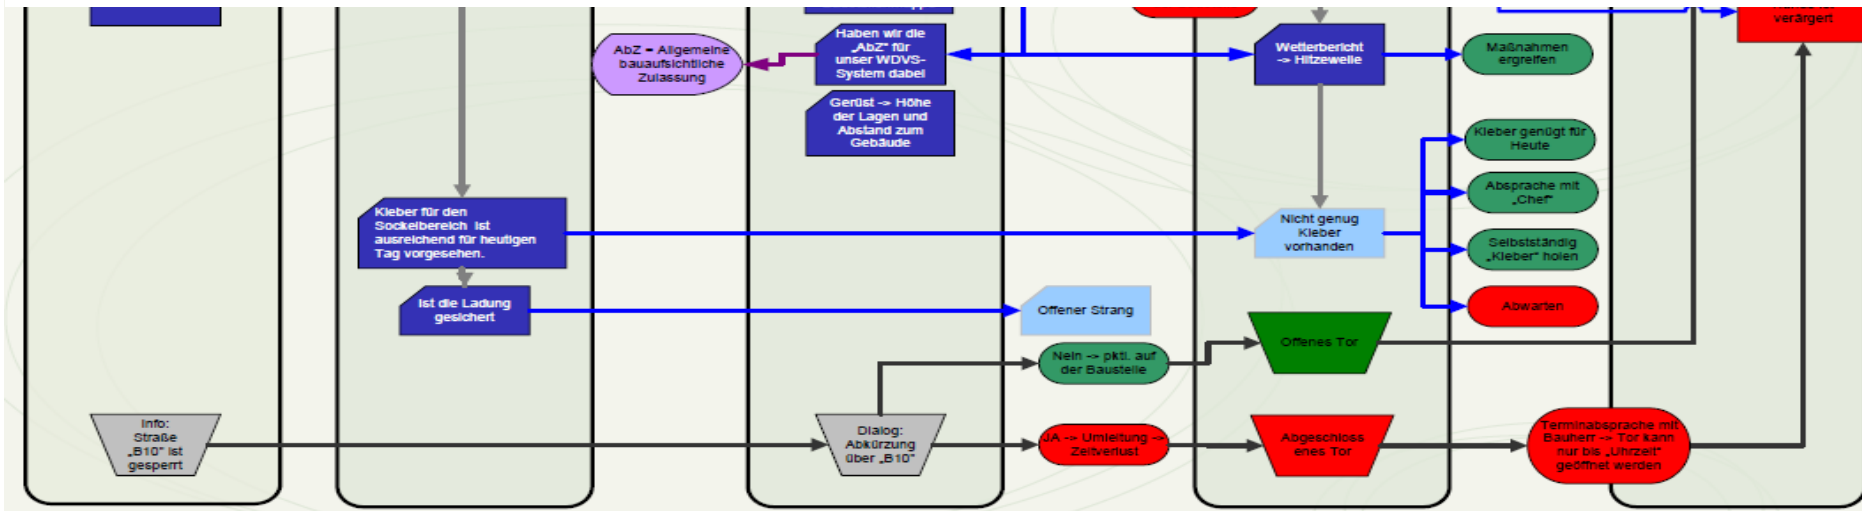 verärgert
Haben wir die
„AbZ“ für
unser WDVS-
System dabei
AbZ = Allgemeine
bauaufsichtliche
Zulassung
Wetterbericht
-> Hitzewelle
Maßnahmen
ergreifen
Gerüst -> Höhe
der Lagen und
Abstand zum
Gebäude
Kleber genügt für
Heute
Absprache mit
„Chef“
Kleber für den
Sockelbereich ist
ausreichend für heutigen
Tag vorgesehen.
Nicht genug
Kleber
vorhanden
Selbstständig
„Kleber“ holen
Ist die Ladung
gesichert
Offener Strang
Abwarten
Nein -> pktl. auf
der Baustelle
Offenes Tor
Info:
Straße
„B10“ ist
gesperrt
Dialog:
Abkürzung
über „B10“
JA -> Umleitung ->
Zeitverlust
Abgeschloss
enes Tor
Terminabsprache mit
Bauherr -> Tor kann
nur bis „Uhrzeit“
geöffnet werden